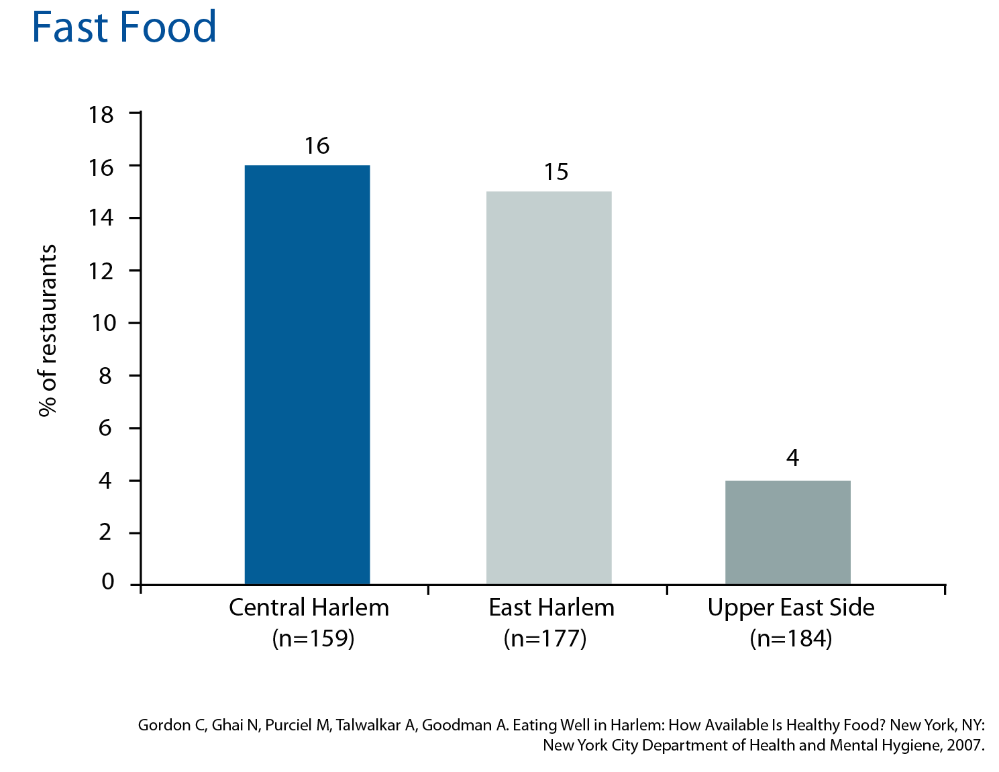 Fast Food
18
16
14
12
10
8
6
4
2
0
% of restaurants
16
15
4
Central Harlem
(n=159)
East Harlem
(n=177)
Upper East Side
(n=184)
Gordon C, Ghai N, Purciel M, Talwalkar A, Goodman A. Eating Well in Harlem: How Available Is Healthy Food? New York, NY:
New York City Department of Health and Mental Hygiene, 2007.